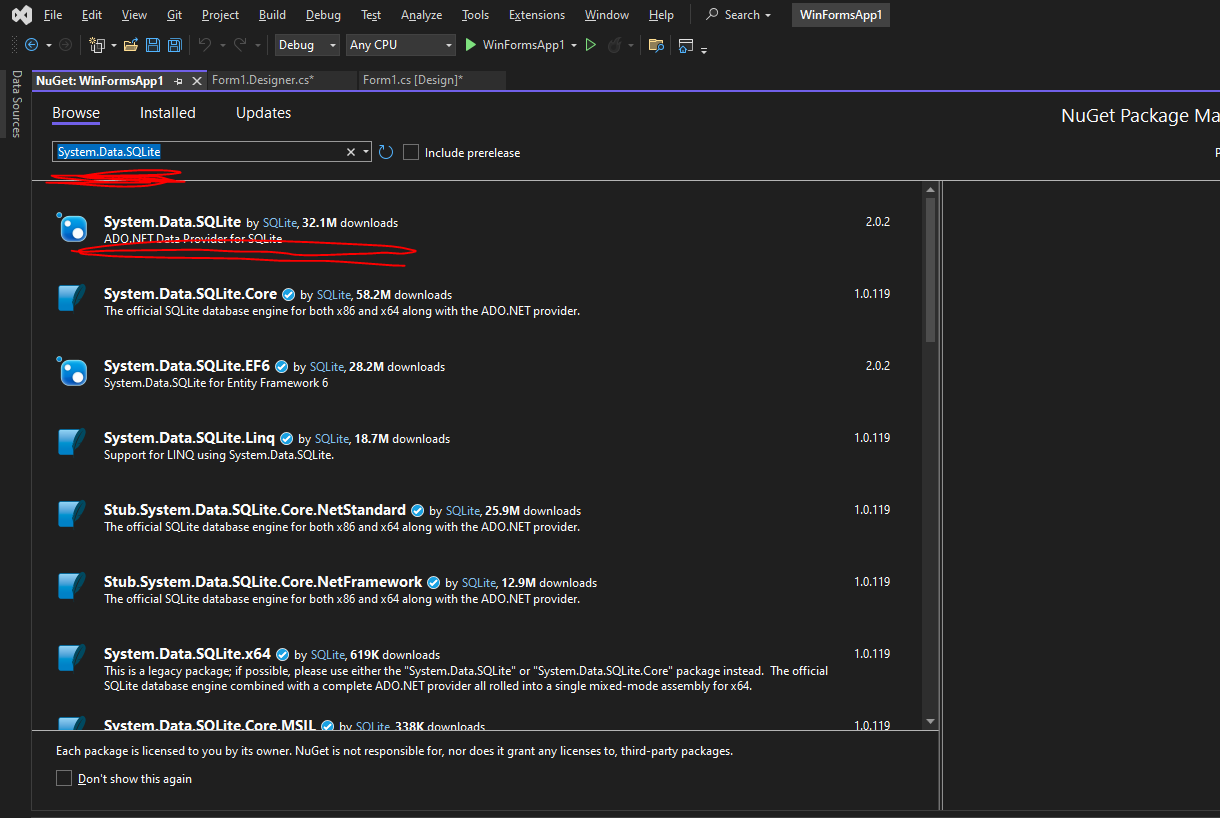 File Edit View Git Project Build Debug Test Analyze Tools Extensions Window Help Search WinFormsApp1
Debug Any CPU WinFormsApp1
Data Sources
NuGet: WinFormsApp1 Form1.Designer.cs* Form1.cs [Design]*
Browse Installed Updates
NuGet Package Ma
System.Data.SQLite Include prerelease
P
System.Data.SQLite by SQLite, 32.1M downloads 2.0.2
ADO.NET Data Provider for SQLite
System.Data.SQLite.Core by SQLite, 58.2M downloads 1.0.119
The official SQLite database engine for both x86 and x64 along with the ADO.NET provider.
System.Data.SQLite.EF6 by SQLite, 28.2M downloads 2.0.2
System.Data.SQLite for Entity Framework 6
System.Data.SQLite.Linq by SQLite, 18.7M downloads 1.0.119
Support for LINQ using System.Data.SQLite.
Stub.System.Data.SQLite.Core.NetStandard by SQLite, 25.9M downloads 1.0.119
The official SQLite database engine for both x86 and x64 along with the ADO.NET provider.
Stub.System.Data.SQLite.Core.NetFramework by SQLite, 12.9M downloads 1.0.119
The official SQLite database engine for both x86 and x64 along with the ADO.NET provider.
System.Data.SQLite.x64 by SQLite, 619K downloads 1.0.119
This is a legacy package; if possible, please use either the "System.Data.SQLite" or "System.Data.SQLite.Core" package instead. The official
SQLite database engine combined with a complete ADO.NET provider all rolled into a single mixed-mode assembly for x64.
System.Data.SQLite.Core.MSIL by SQLite, 338K downloads 1.0.119
Each package is licensed to you by its owner. NuGet is not responsible for, nor does it grant any licenses to, third-party packages.
Don't show this again